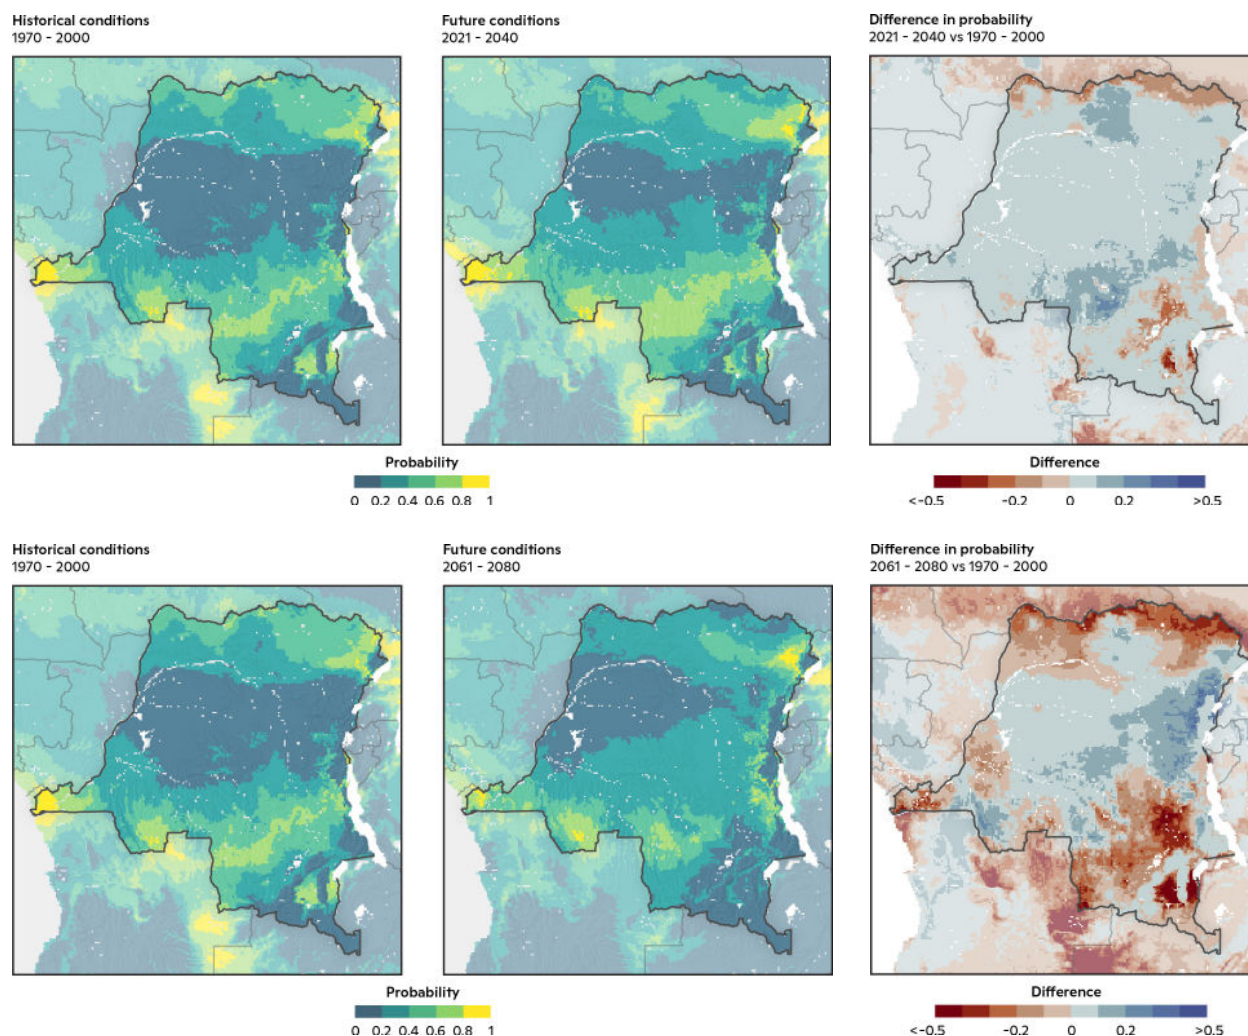 Historical conditions
1970 - 2000
Future conditions
2021 - 2040
Difference in probability
2021 - 2040 vs 1970 - 2000
Probability
0 0.2 0.4 0.6 0.8 1
Difference
<-0.5 -0.2 0 0.2 >0.5
Historical conditions
1970 - 2000
Future conditions
2061 - 2080
Difference in probability
2061 - 2080 vs 1970 - 2000
Probability
0 0.2 0.4 0.6 0.8 1
Difference
<-0.5 -0.2 0 0.2 >0.5